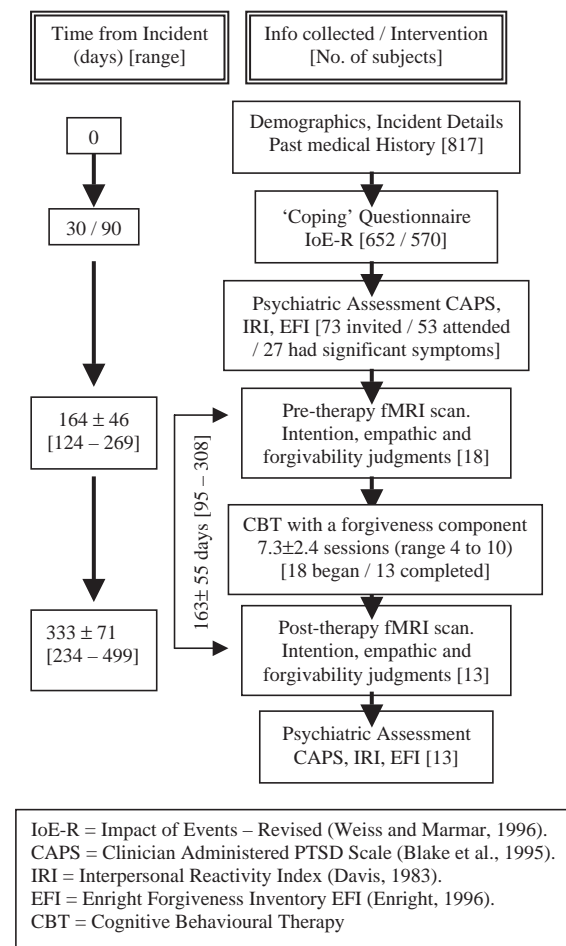 Time from Incident
(days) [range]
Info collected / Intervention
[No. of subjects]
0
Demographics, Incident Details
Past medical History [817]
30 / 90
‘Coping’ Questionnaire
IoE-R [652 / 570]
Psychiatric Assessment CAPS,
IRI, EFI [73 invited / 53 attended
/ 27 had significant symptoms]
164 ± 46
[124 – 269]
Pre-therapy fMRI scan.
Intention, empathic and
forgivability judgments [18]
163± 55 days [95 – 308]
CBT with a forgiveness component
7.3±2.4 sessions (range 4 to 10)
[18 began / 13 completed]
333 ± 71
[234 – 499]
Post-therapy fMRI scan.
Intention, empathic and
forgivability judgments [13]
Psychiatric Assessment
CAPS, IRI, EFI [13]
IoE-R = Impact of Events – Revised (Weiss and Marmar, 1996).
CAPS = Clinician Administered PTSD Scale (Blake et al., 1995).
IRI = Interpersonal Reactivity Index (Davis, 1983).
EFI = Enright Forgiveness Inventory EFI (Enright, 1996).
CBT = Cognitive Behavioural Therapy